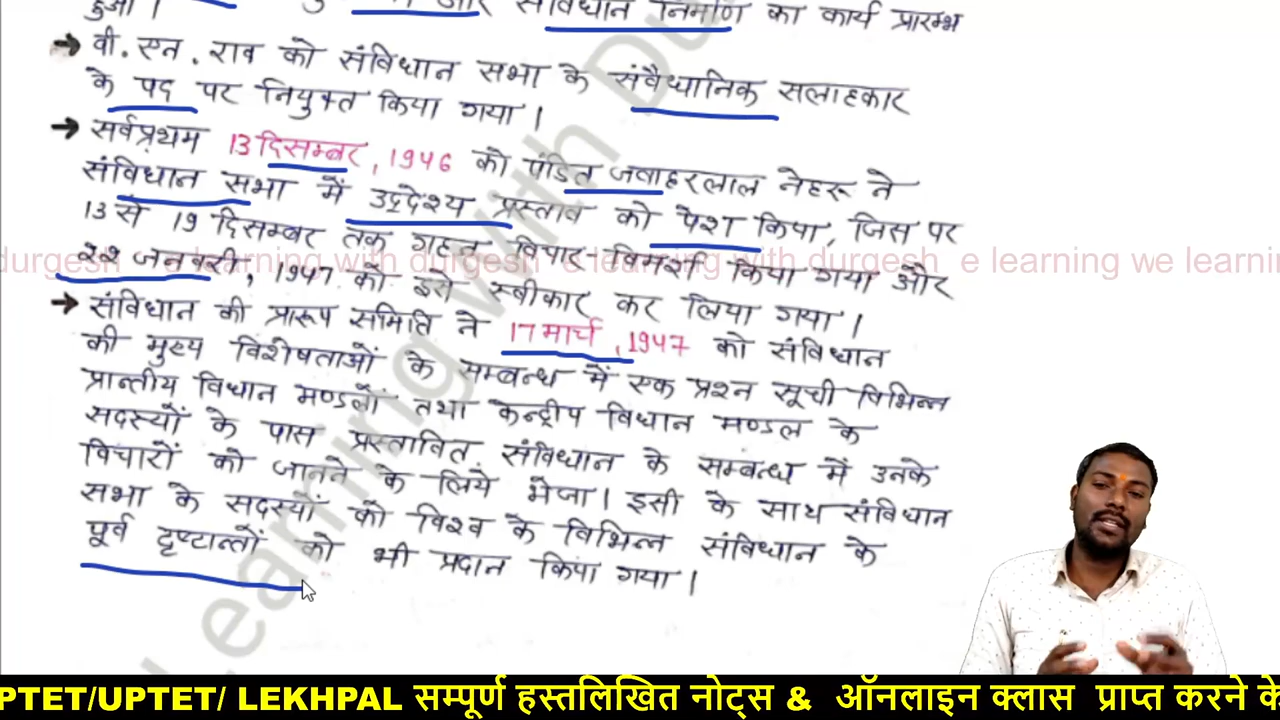 हुआ। और संविधान निर्माण का कार्य प्रारम्भ
→ वी. एन. राव को संविधान सभा के संवैधानिक सलाहकार
के पद पर नियुक्त किया गया।
→ सर्वप्रथम 13 दिसम्बर, 1946 को पंडित जवाहरलाल नेहरू ने
संविधान सभा में उद्देश्य प्रस्ताव को पेश किया, जिस पर
13 से 19 दिसम्बर तक गहन विचार-विमर्श किया गया और
२२ जनवरी, 1947 को इसे स्वीकार कर लिया गया।
→ संविधान की प्रारूप समिति ने 17 मार्च, 1947 को संविधान
की मुख्य विशेषताओं के सम्बन्ध में एक प्रश्न सूची विभिन्न
प्रान्तीय विधान मण्डलों तथा केन्द्रीय विधान मण्डल के
सदस्यों के पास प्रस्तावित संविधान के सम्बन्ध में उनके
विचारों को जानने के लिये भेजा। इसी के साथ संविधान
सभा के सदस्यों को विश्व के विभिन्न संविधान के
पूर्व दृष्टान्तों को भी प्रदान किया गया।
durgesh e learning with durgesh e learning we learni
Learning with Du
PTET/UPTET/ LEKHPAL सम्पूर्ण हस्तलिखित नोट्स & ऑनलाइन क्लास प्राप्त करने के